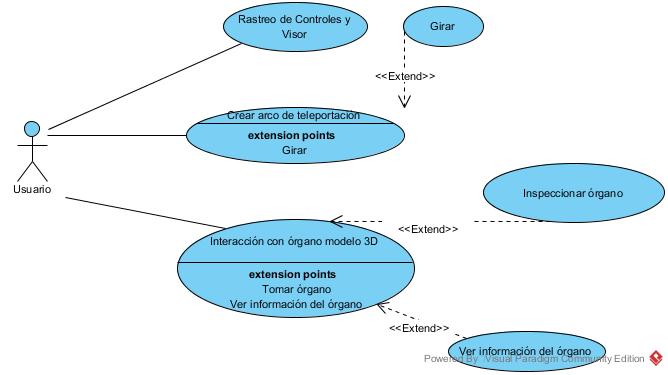 Rastreo de Controles y
Visor
Girar
<<Extend>>
Crear arco de teleportación
extension points
Girar
Usuario
Inspeccionar órgano
<<Extend>>
Interacción con órgano modelo 3D
extension points
Tomar órgano
Ver información del órgano
<<Extend>>
Ver información del órgano
Powered By Visual Paradigm Community Edition